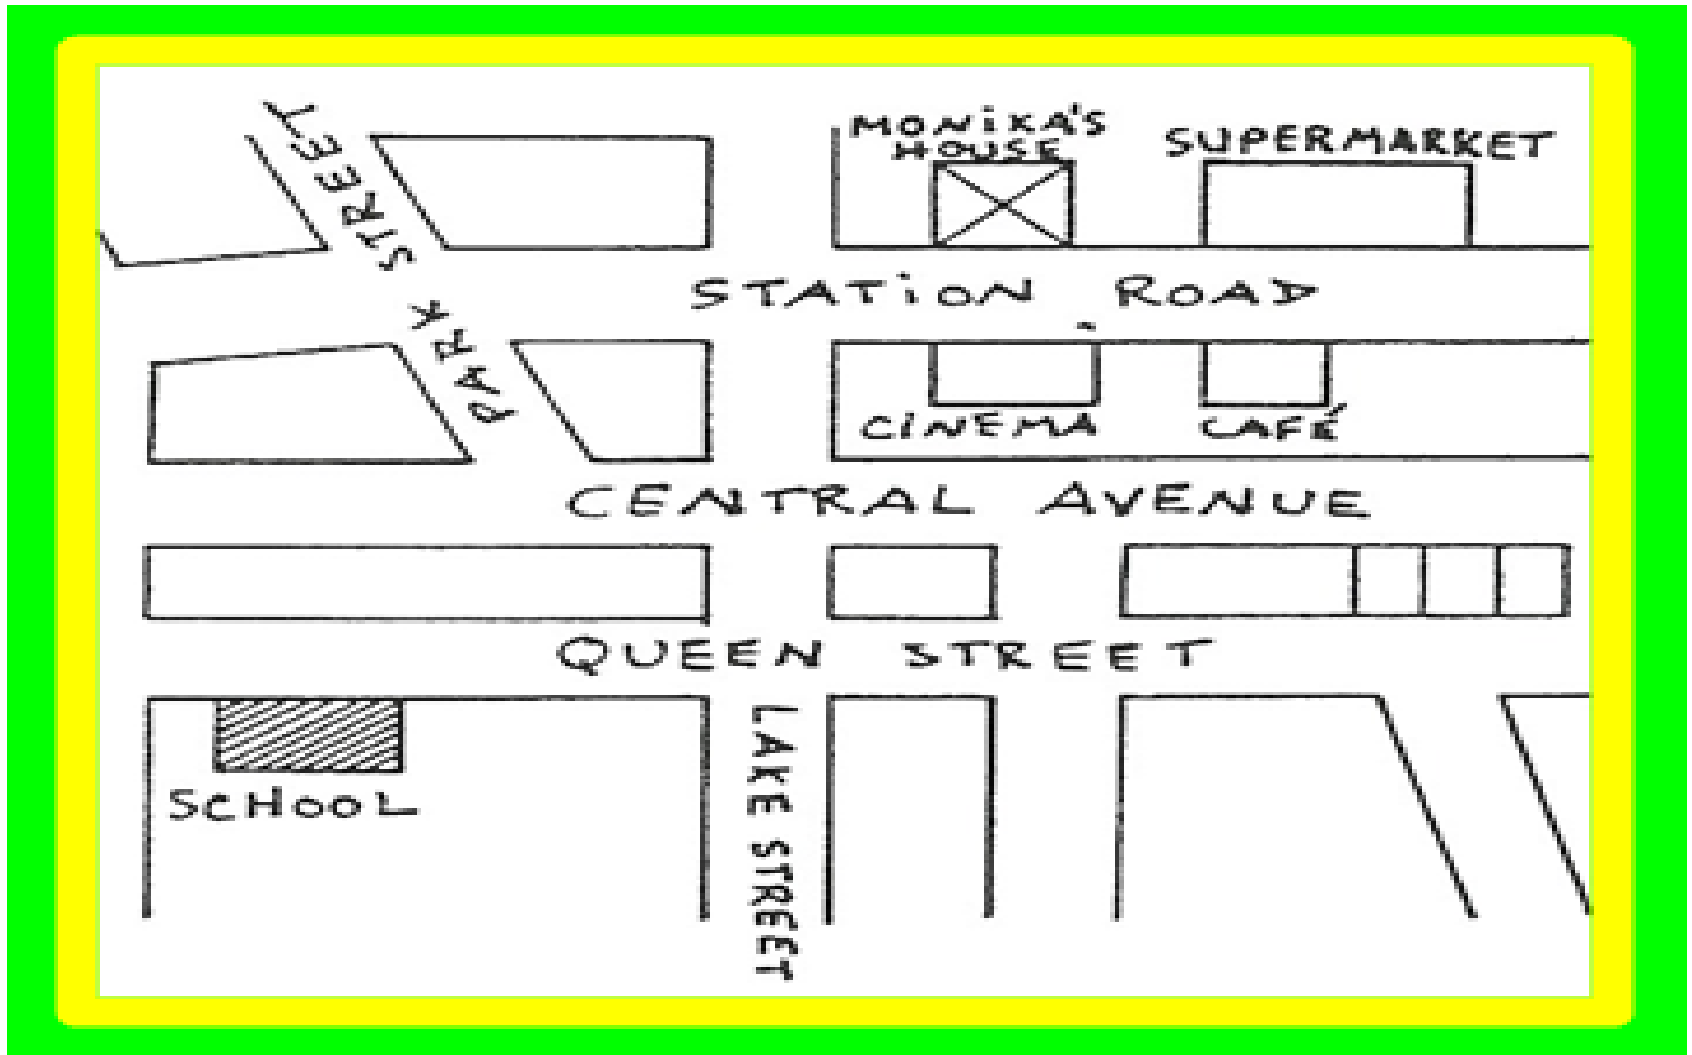 MONIKA'S
HOUSE
SUPERMARKET
PARK STREET
STATION ROAD
CINEMA
CAFÉ
CENTRAL AVENUE
QUEEN STREET
SCHOOL
LAKE STREET